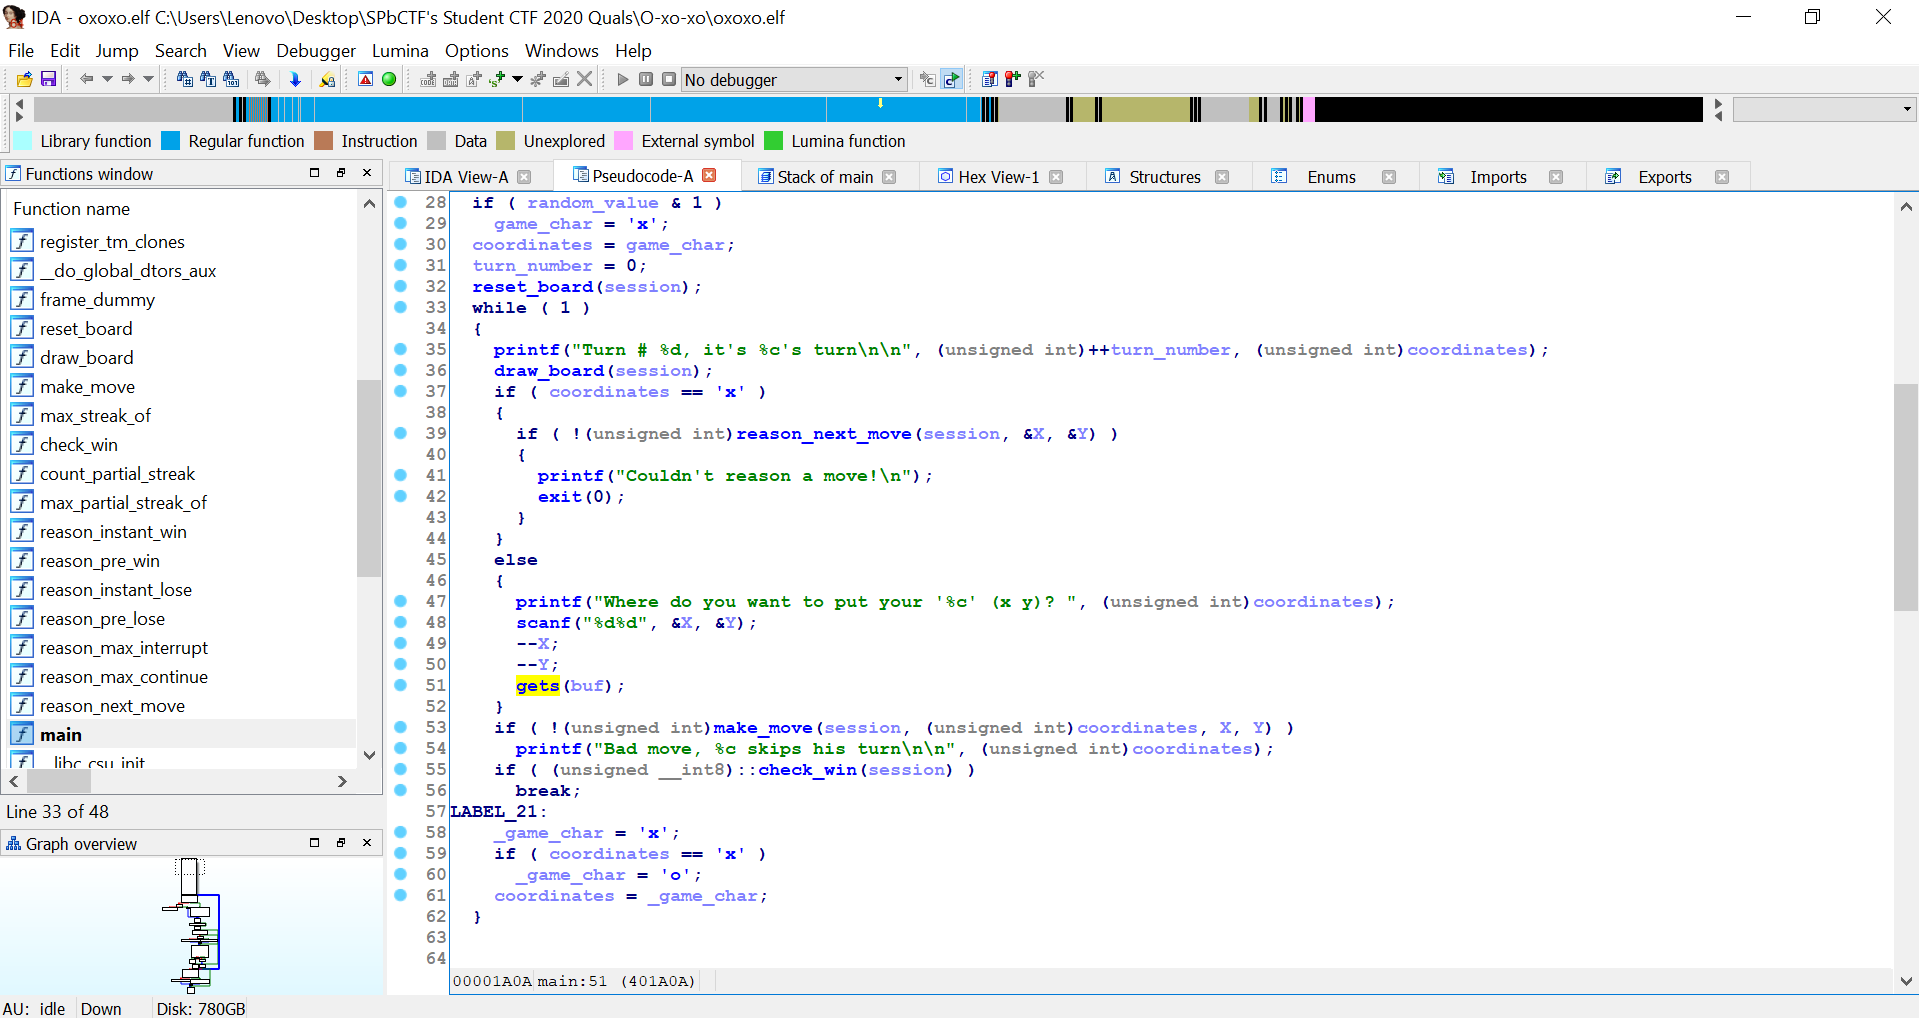 IDA - oxoxo.elf C:\Users\Lenovo\Desktop\SPbCTF's Student CTF 2020 Quals\O-xo-xo\oxoxo.elf
File Edit Jump Search View Debugger Lumina Options Windows Help
No debugger
Library function Regular function Instruction Data Unexplored External symbol Lumina function
Functions window
IDA View-A Pseudocode-A Stack of main Hex View-1 Structures Enums Imports Exports
Function name
register_tm_clones
__do_global_dtors_aux
frame_dummy
reset_board
draw_board
make_move
max_streak_of
check_win
count_partial_streak
max_partial_streak_of
reason_instant_win
reason_pre_win
reason_instant_lose
reason_pre_lose
reason_max_interrupt
reason_max_continue
reason_next_move
main
__libc_csu_init
Line 33 of 48
Graph overview
28 if ( random_value & 1 )
29 game_char = 'x';
30 coordinates = game_char;
31 turn_number = 0;
32 reset_board(session);
33 while ( 1 )
34 {
35 printf("Turn # %d, it's %c's turn\n\n", (unsigned int)++turn_number, (unsigned int)coordinates);
36 draw_board(session);
37 if ( coordinates == 'x' )
38 {
39 if ( !(unsigned int)reason_next_move(session, &X, &Y) )
40 {
41 printf("Couldn't reason a move!\n");
42 exit(0);
43 }
44 }
45 else
46 {
47 printf("Where do you want to put your '%c' (x y)? ", (unsigned int)coordinates);
48 scanf("%d%d", &X, &Y);
49 --X;
50 --Y;
51 gets(buf);
52 }
53 if ( !(unsigned int)make_move(session, (unsigned int)coordinates, X, Y) )
54 printf("Bad move, %c skips his turn\n\n", (unsigned int)coordinates);
55 if ( (unsigned __int8)::check_win(session) )
56 break;
57 LABEL_21:
58 _game_char = 'x';
59 if ( coordinates == 'x' )
60 _game_char = 'o';
61 coordinates = _game_char;
62 }
63
64
00001A0A main:51 (401A0A)
AU: idle Down Disk: 780GB